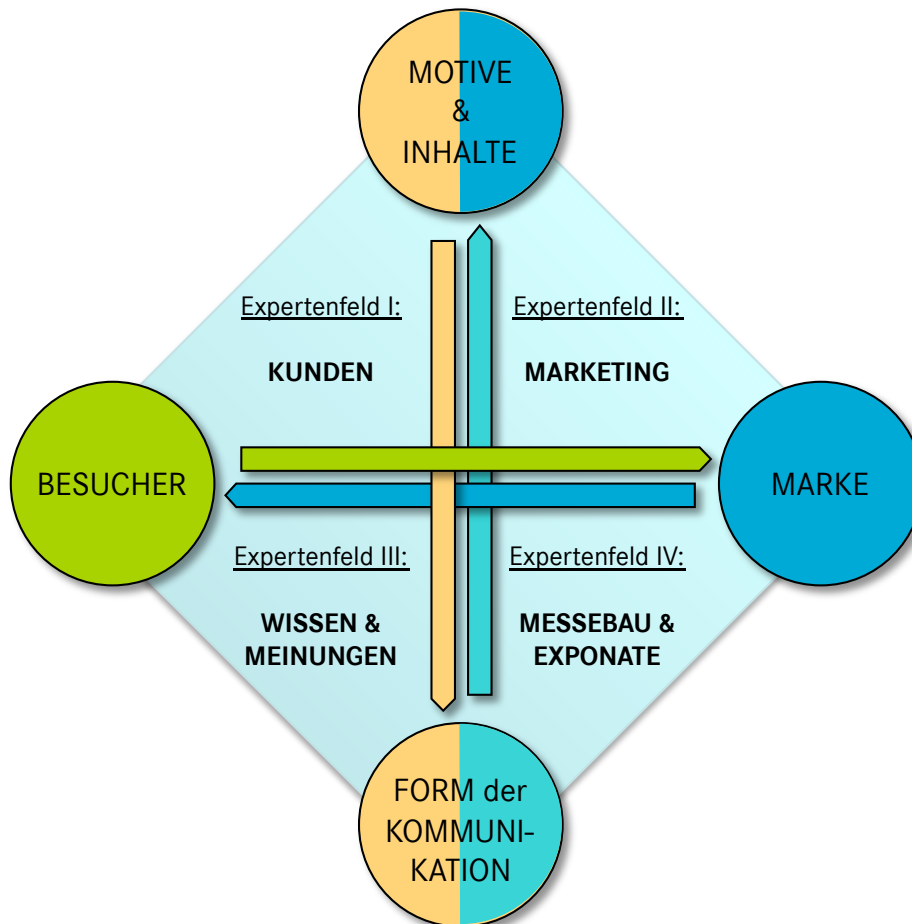 MOTIVE
&
INHALTE
Expertenfeld I:
KUNDEN
Expertenfeld II:
MARKETING
BESUCHER
MARKE
Expertenfeld III:
WISSEN &
MEINUNGEN
Expertenfeld IV:
MESSEBAU &
EXPONATE
FORM der
KOMMUNI-
KATION